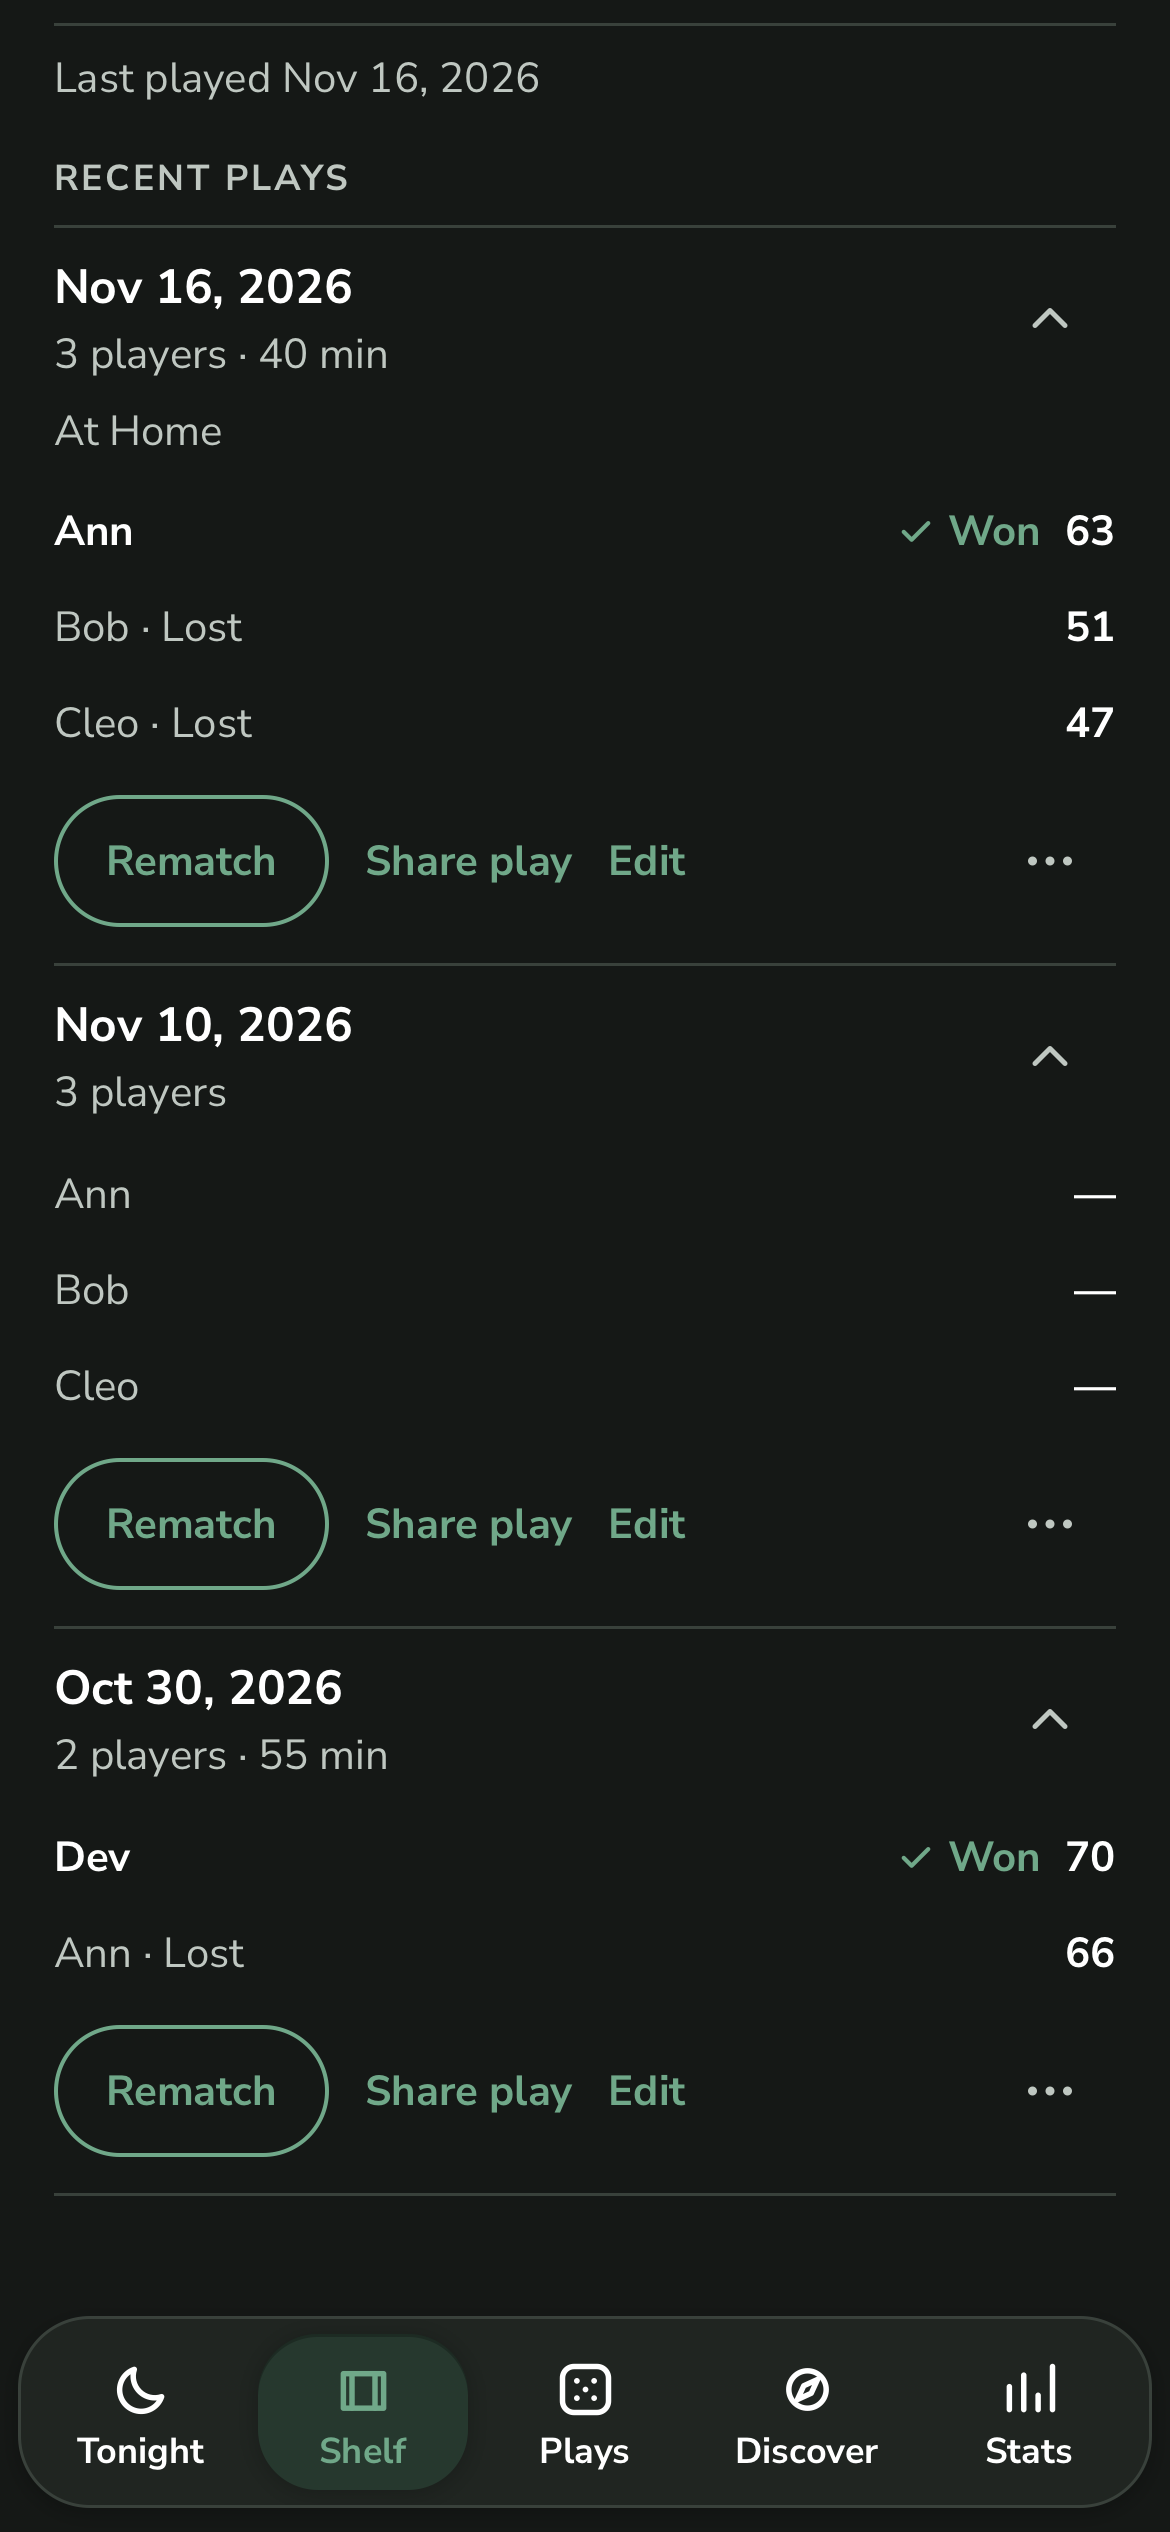 Last played Nov 16, 2026
RECENT PLAYS
Nov 16, 2026
3 players · 40 min
At Home
Ann Won 63
Bob · Lost 51
Cleo · Lost 47
Rematch Share play Edit
Nov 10, 2026
3 players
Ann —
Bob —
Cleo —
Rematch Share play Edit
Oct 30, 2026
2 players · 55 min
Dev Won 70
Ann · Lost 66
Rematch Share play Edit
Tonight Shelf Plays Discover Stats